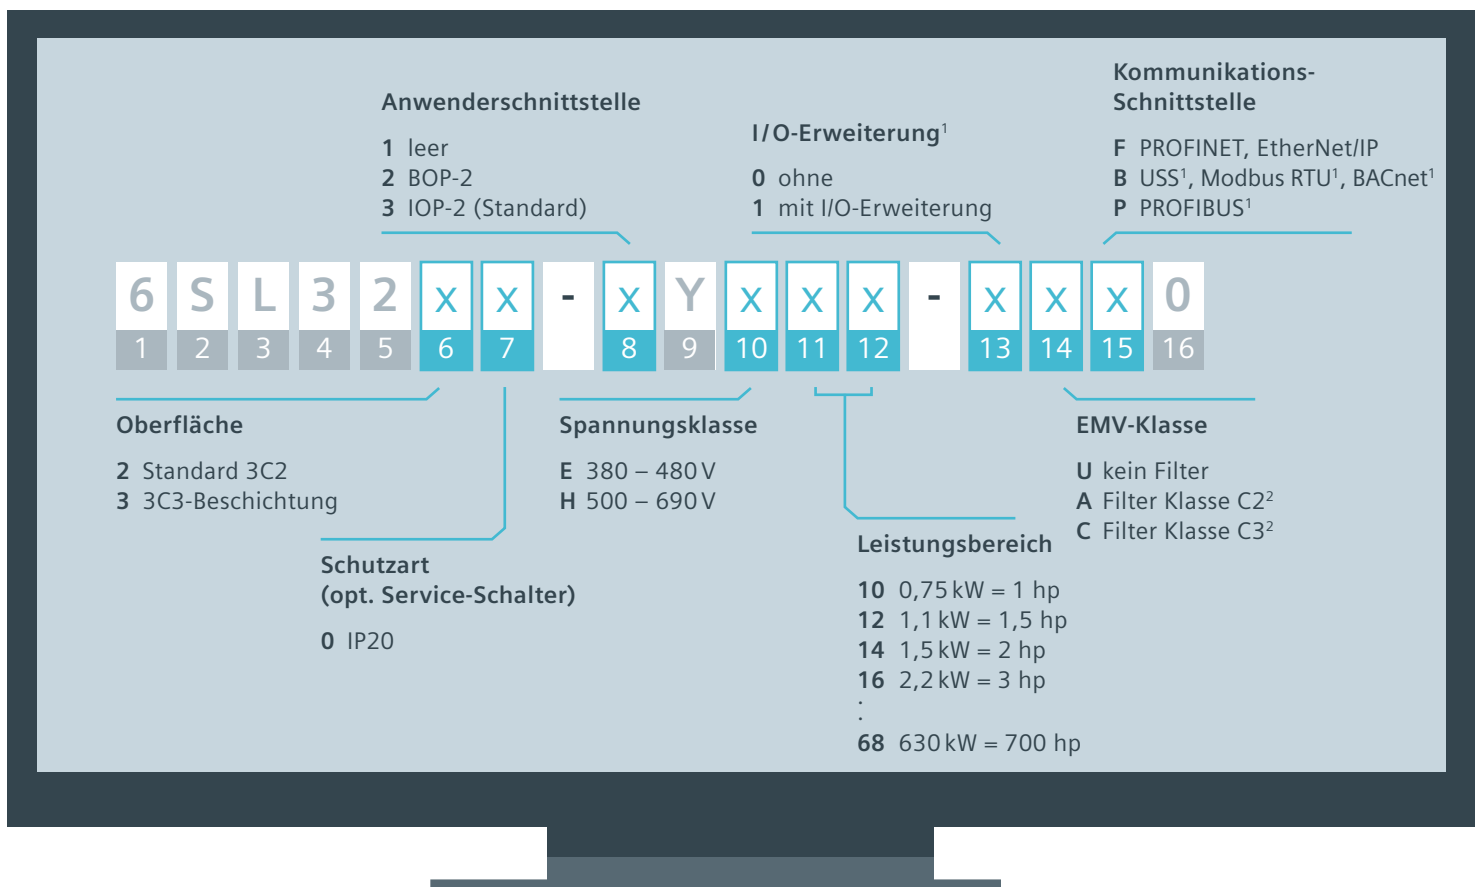 Anwenderschnittstelle
1 leer
2 BOP-2
3 IOP-2 (Standard)
I/O-Erweiterung¹
0 ohne
1 mit I/O-Erweiterung
Kommunikations-
Schnittstelle
F PROFINET, EtherNet/IP
B USS¹, Modbus RTU¹, BACnet¹
P PROFIBUS¹
6 S L 3 2 x x - x Y x x x - x x x 0
1 2 3 4 5 6 7 8 9 10 11 12 13 14 15 16
Oberfläche
2 Standard 3C2
3 3C3-Beschichtung
Schutzart
(opt. Service-Schalter)
0 IP20
Spannungsklasse
E 380 – 480 V
H 500 – 690 V
Leistungsbereich
10 0,75 kW = 1 hp
12 1,1 kW = 1,5 hp
14 1,5 kW = 2 hp
16 2,2 kW = 3 hp
:
68 630 kW = 700 hp
EMV-Klasse
U kein Filter
A Filter Klasse C2²
C Filter Klasse C3²